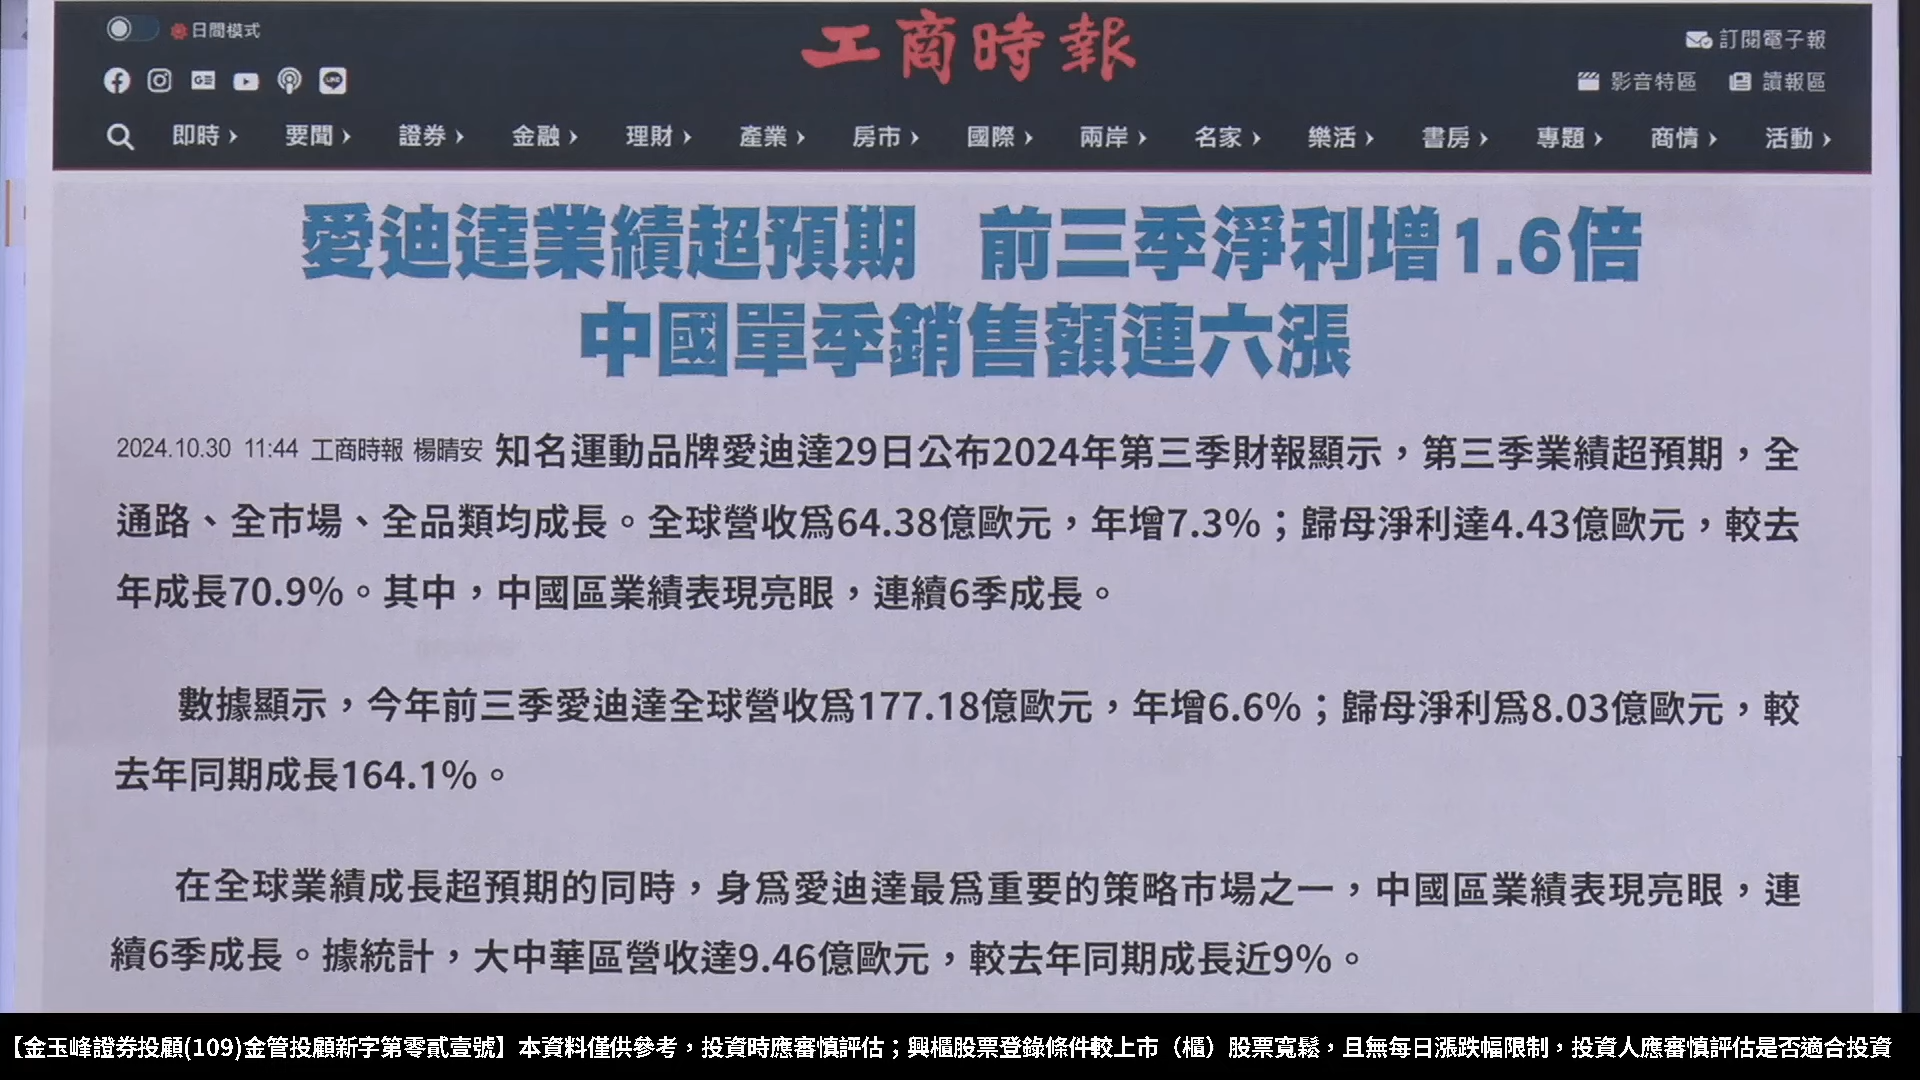 日間模式
工商時報
訂閱電子報
影音特區 讀報區
即時 要聞 證券 金融 理財 產業 房市 國際 兩岸 名家 樂活 書房 專題 商情 活動
愛迪達業績超預期 前三季淨利增1.6倍
中國單季銷售額連六漲
2024.10.30 11:44 工商時報 楊晴安 知名運動品牌愛迪達29日公布2024年第三季財報顯示，第三季業績超預期，全
通路、全市場、全品類均成長。全球營收為64.38億歐元，年增7.3%；歸母淨利達4.43億歐元，較去
年成長70.9%。其中，中國區業績表現亮眼，連續6季成長。
數據顯示，今年前三季愛迪達全球營收為177.18億歐元，年增6.6%；歸母淨利為8.03億歐元，較
去年同期成長164.1%。
在全球業績成長超預期的同時，身為愛迪達最為重要的策略市場之一，中國區業績表現亮眼，連
續6季成長。據統計，大中華區營收達9.46億歐元，較去年同期成長近9%。
【金玉峰證券投顧(109)金管投顧新字第零貳壹號】本資料僅供參考，投資時應審慎評估；興櫃股票登錄條件較上市（櫃）股票寬鬆，且無每日漲跌幅限制，投資人應審慎評估是否適合投資